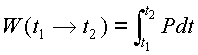 W(t₁ → t₂) = ∫_{t₁}^{t₂} Pdt